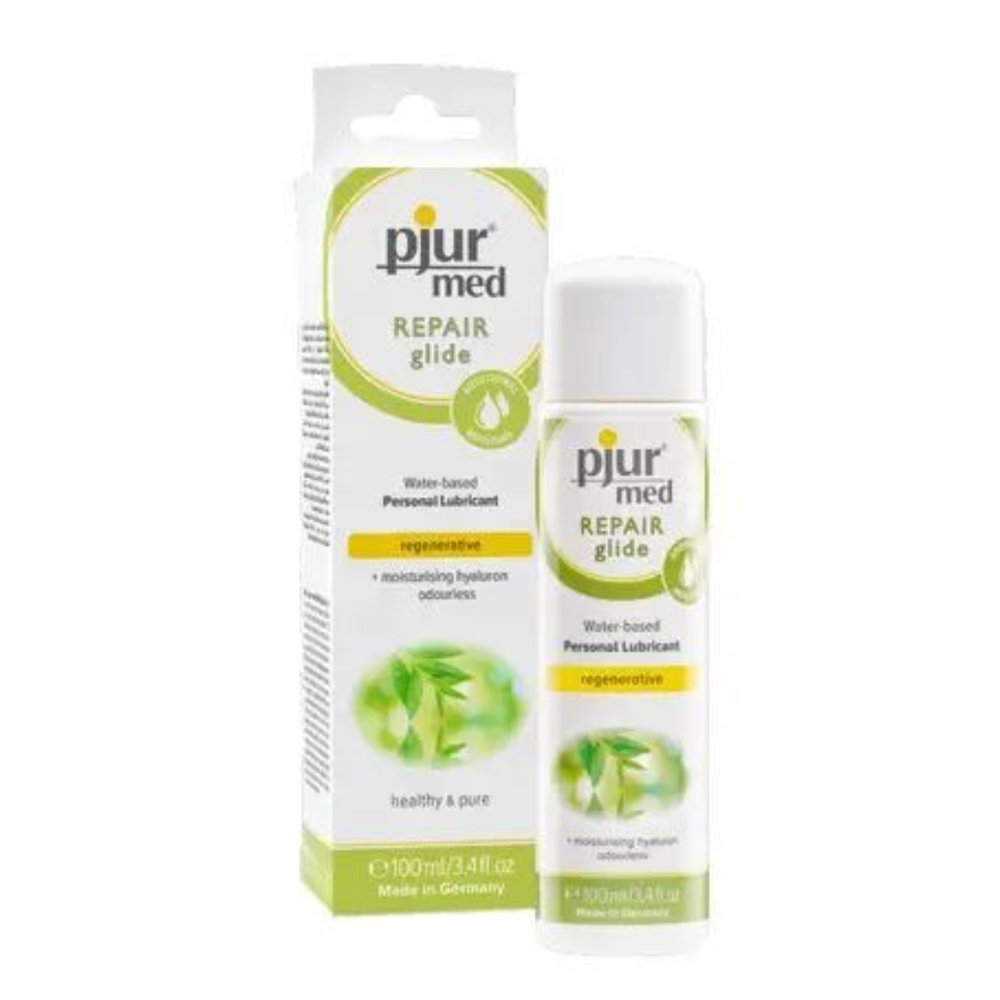 pjur®
med
REPAIR
glide
ADDITIONAL
MOISTURE
Water-based
Personal Lubricant
regenerative
+ moisturising hyaluron
odourless
healthy & pure
℮100ml/3.4fl.oz
Made in Germany
pjur®
med
REPAIR
glide
Water-based
Personal Lubricant
regenerative
+ moisturising hyaluron
odourless
℮100ml/3.4fl.oz
Made in Germany